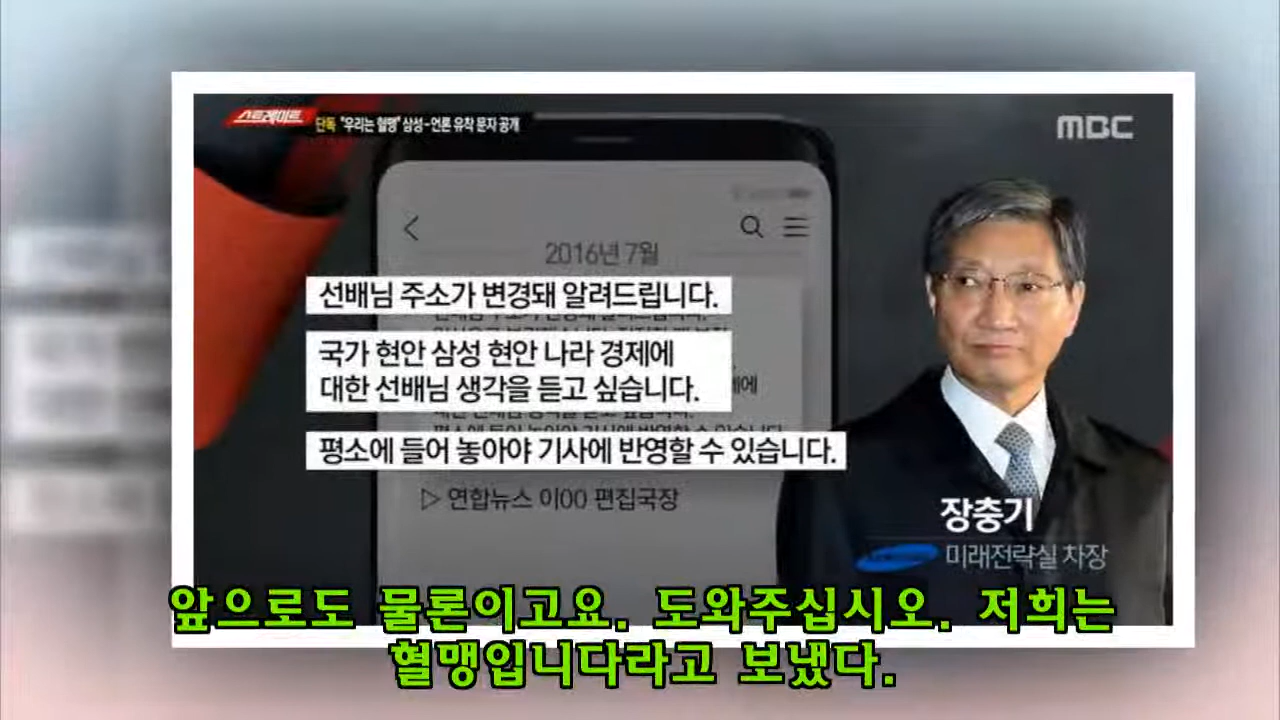 스트레이트
단독 "우리는 혈맹" 삼성-언론 유착 문자 공개
MBC
2016년 7월
선배님 주소가 변경돼 알려드립니다.
국가 현안 삼성 현안 나라 경제에
대한 선배님 생각을 듣고 싶습니다.
평소에 들어 놓아야 기사에 반영할 수 있습니다.
▷ 연합뉴스 이00 편집국장
장충기
미래전략실 차장
앞으로도 물론이고요. 도와주십시오. 저희는
혈맹입니다라고 보냈다.